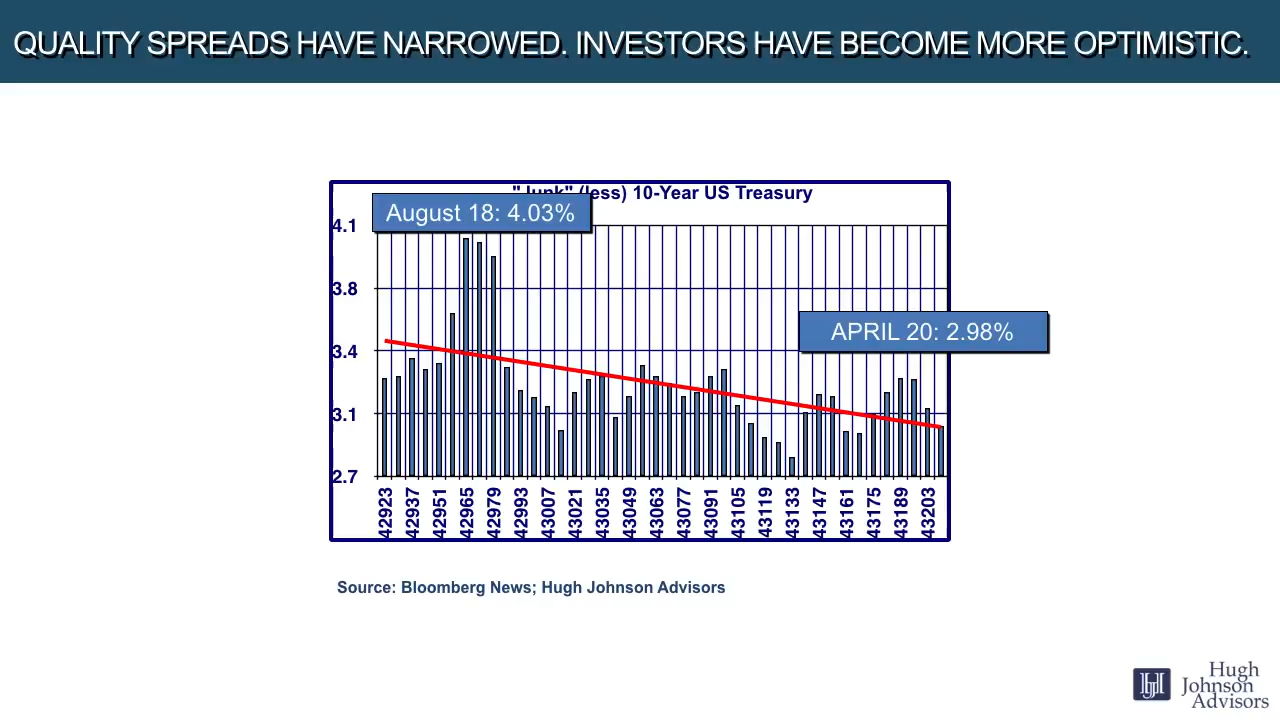 QUALITY SPREADS HAVE NARROWED. INVESTORS HAVE BECOME MORE OPTIMISTIC.
"Junk" (less) 10-Year US Treasury
August 18: 4.03%
4.1
3.8
APRIL 20: 2.98%
3.4
3.1
2.7
42923 42937 42951 42965 42979 42993 43007 43021 43035 43049 43063 43077 43091 43105 43119 43133 43147 43161 43175 43189 43203
Source: Bloomberg News; Hugh Johnson Advisors
HJ Hugh
Johnson
Advisors